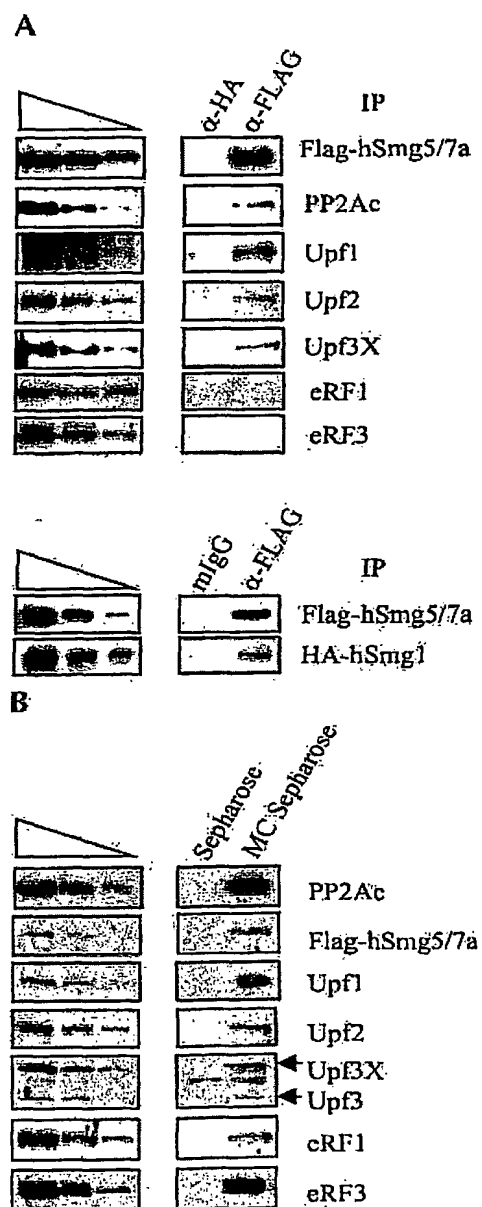 A
α-HA
α-FLAG
IP
Flag-hSmg5/7a
PP2Ac
Upf1
Upf2
Upf3X
eRF1
eRF3
mIgG
α-FLAG
IP
Flag-hSmg5/7a
HA-hSmg1
B
Sepharose
MC Sepharose
PP2Ac
Flag-hSmg5/7a
Upf1
Upf2
Upf3X
Upf3
eRF1
eRF3